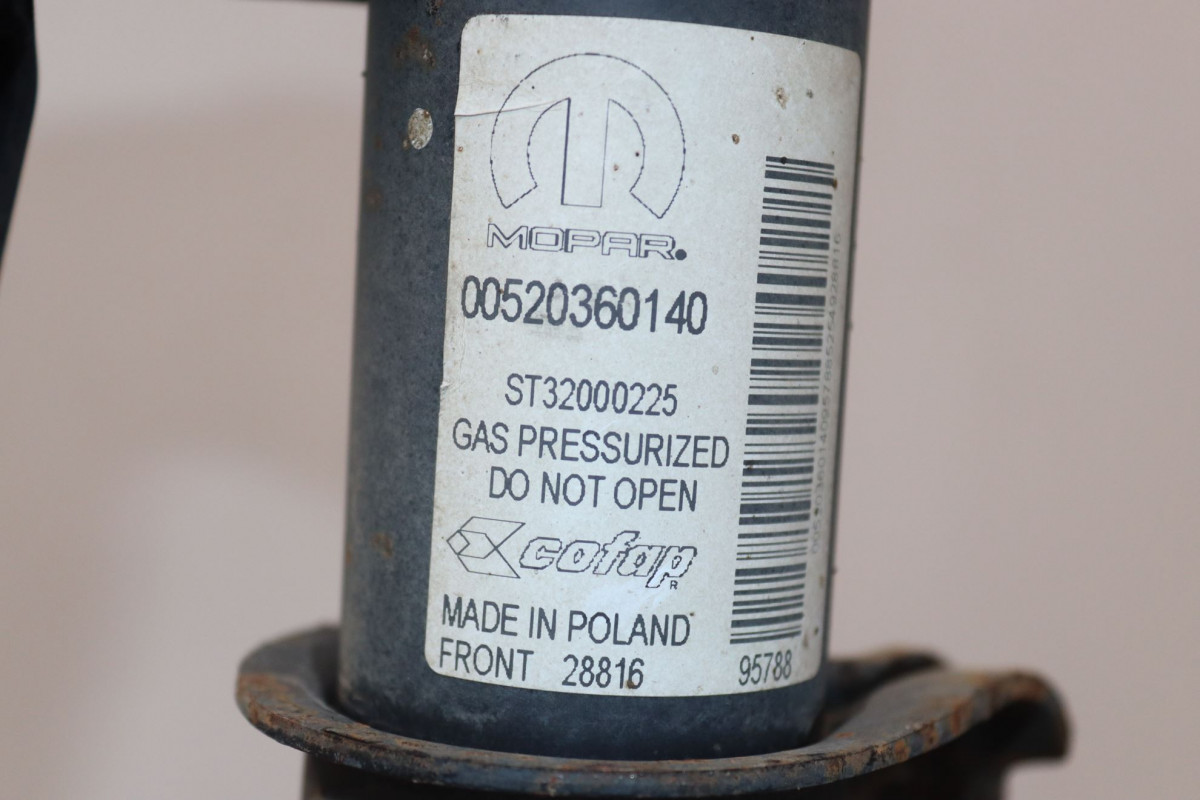 MOPAR
00520360140
ST32000225
GAS PRESSURIZED
DO NOT OPEN
cofap
R
MADE IN POLAND
FRONT 28816
95788